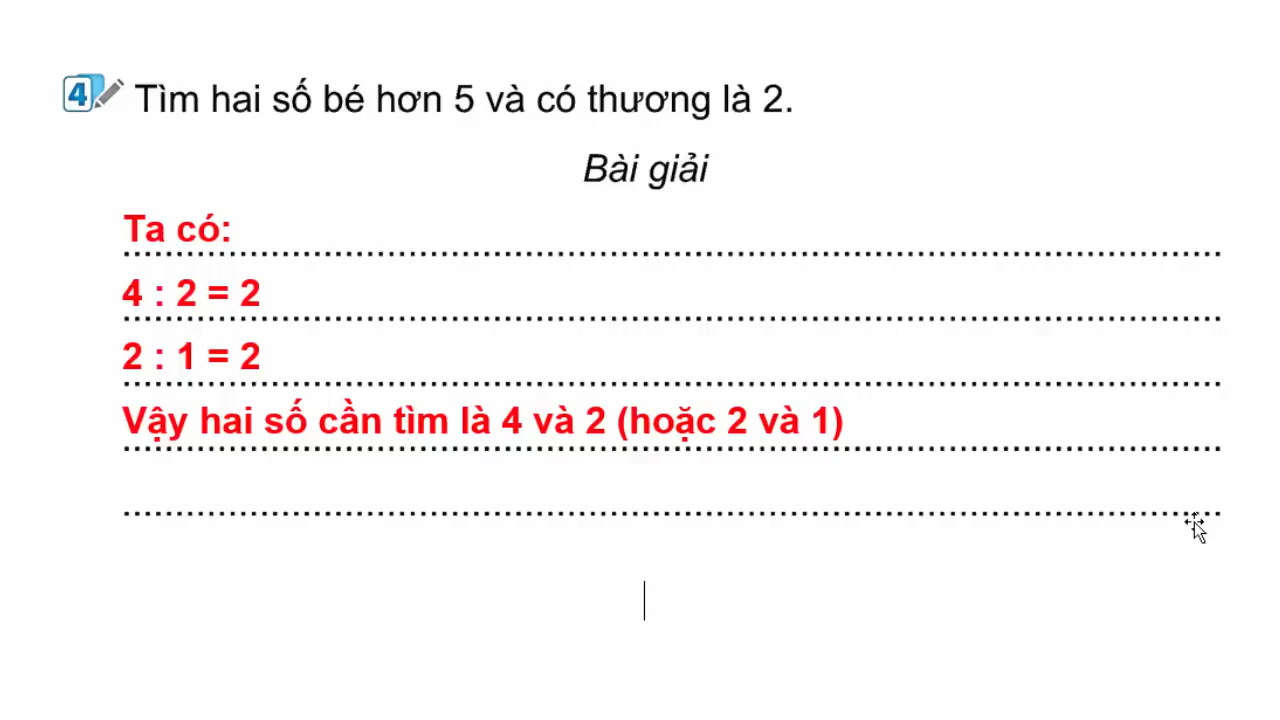 4 Tìm hai số bé hơn 5 và có thương là 2.
Bài giải
Ta có:
4 : 2 = 2
2 : 1 = 2
Vậy hai số cần tìm là 4 và 2 (hoặc 2 và 1)